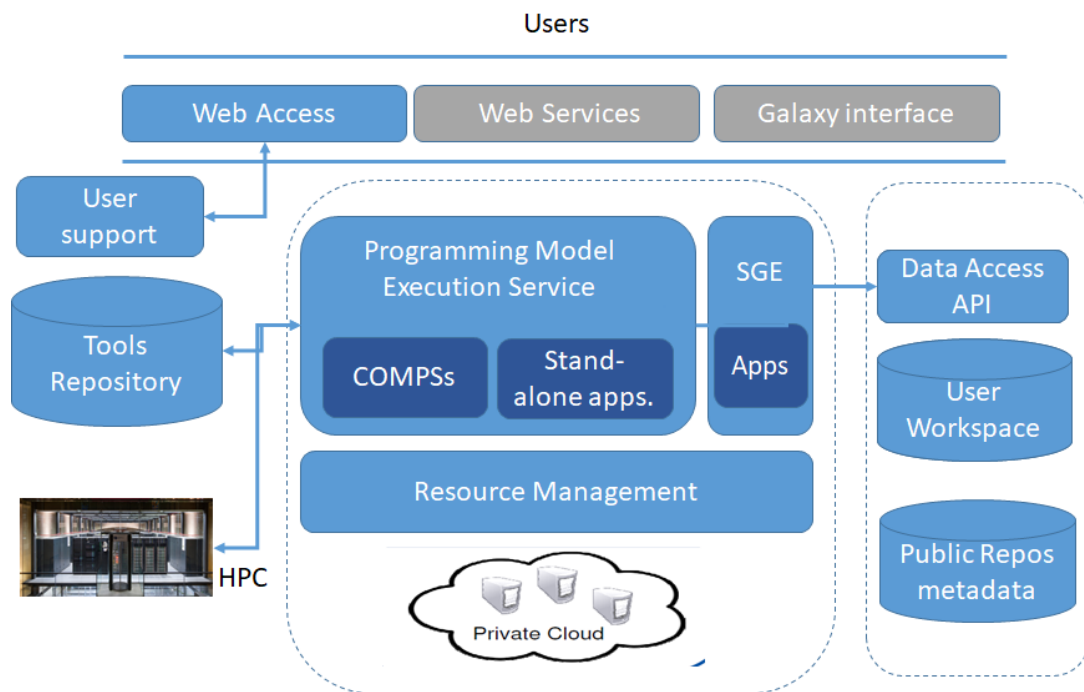 Users
Web Access
Web Services
Galaxy interface
User
support
Programming Model
Execution Service
SGE
Data Access
API
Tools
Repository
COMPSs
Stand-
alone apps.
Apps
User
Workspace
Resource Management
HPC
Private Cloud
Public Repos
metadata